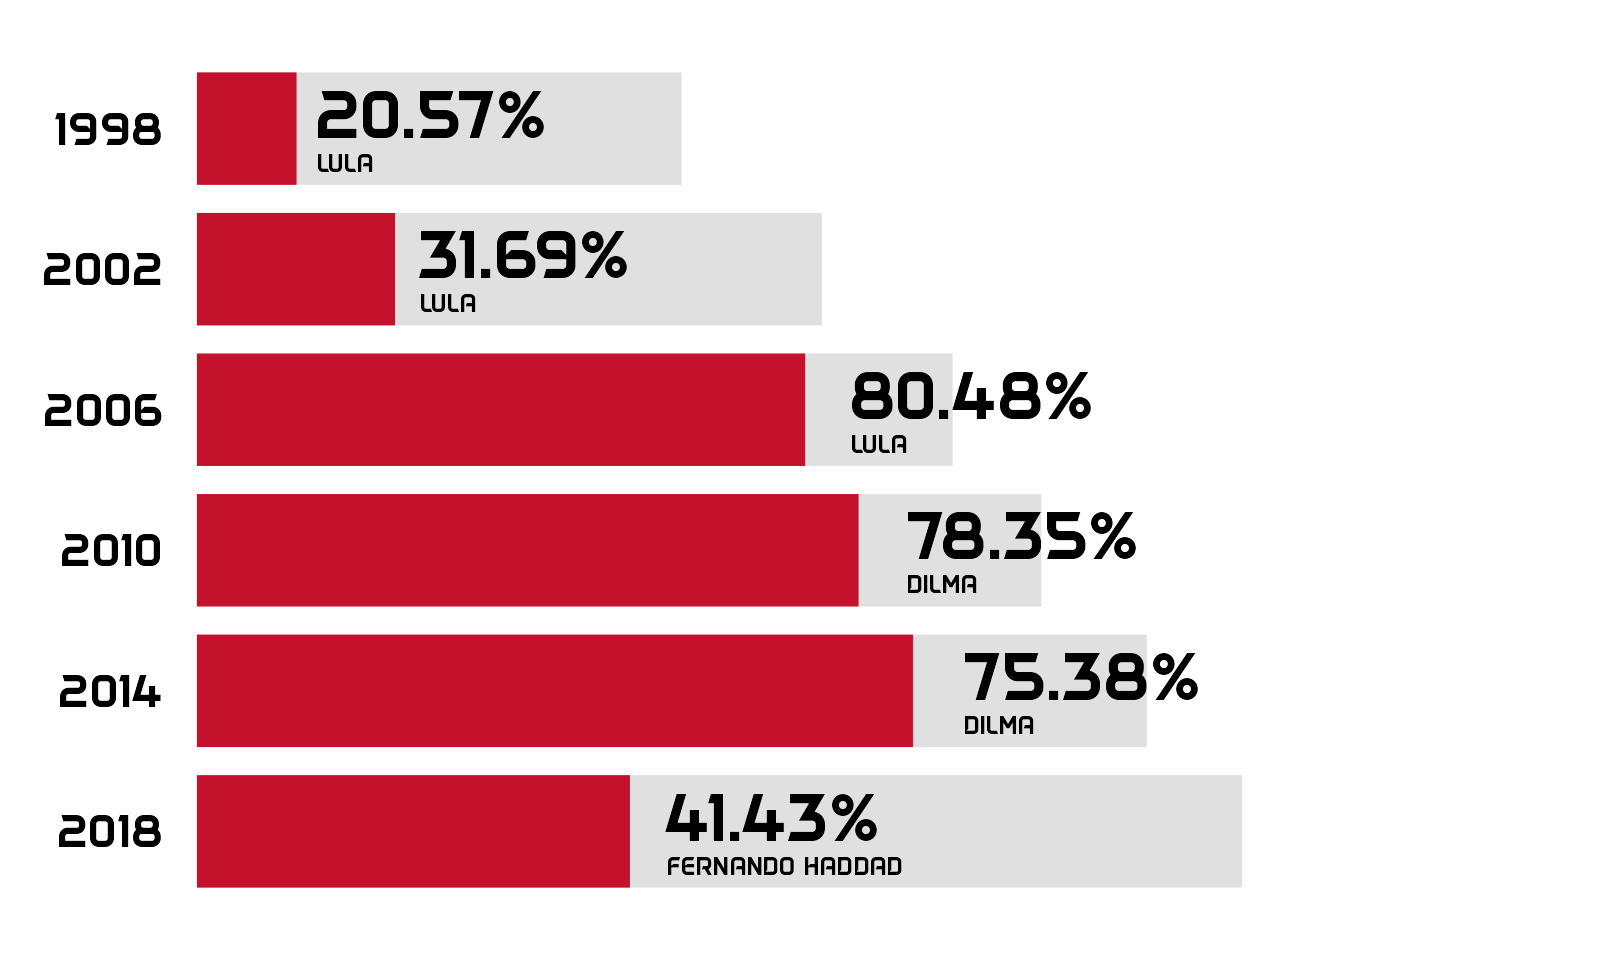 1998
20.57%
LULA
2002
31.69%
LULA
2006
80.48%
LULA
2010
78.35%
DILMA
2014
75.38%
DILMA
2018
41.43%
FERNANDO HADDAD